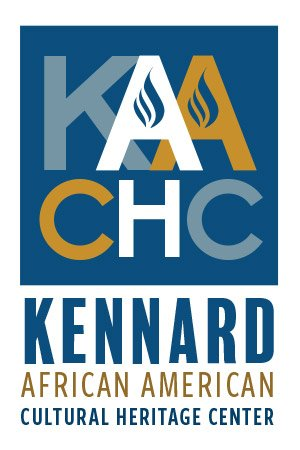 KAA
CHC
KENNARD
AFRICAN AMERICAN
CULTURAL HERITAGE CENTER